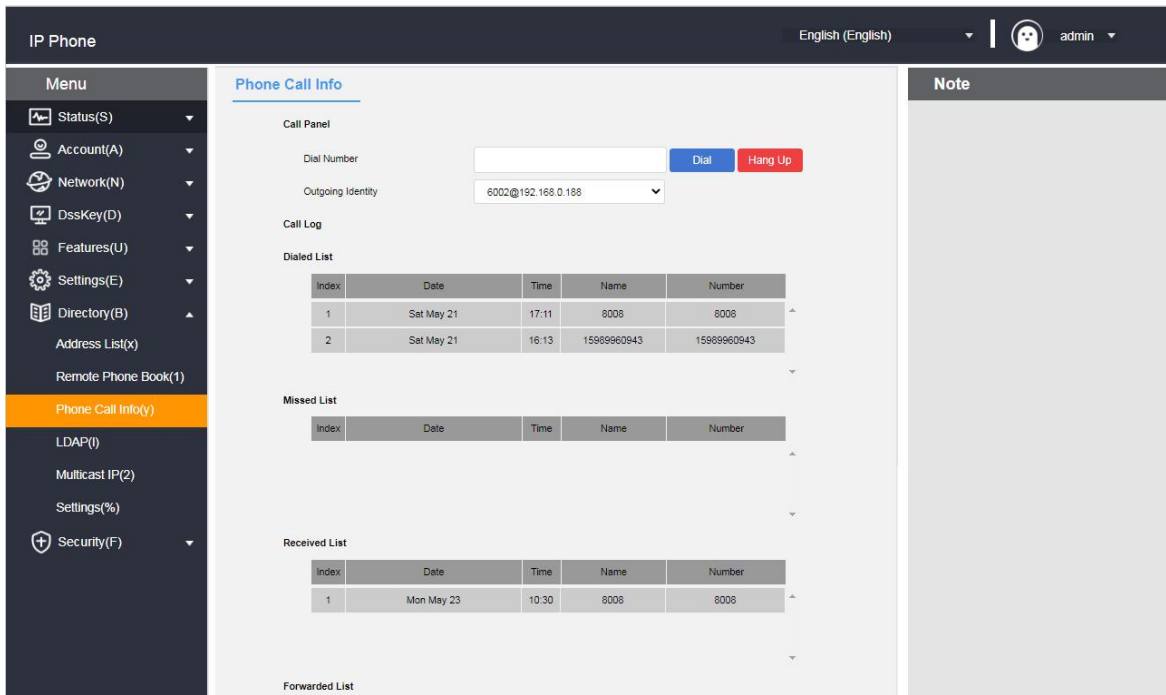 IP Phone
English (English)
admin
Menu
Status(S)
Account(A)
Network(N)
DssKey(D)
Features(U)
Settings(E)
Directory(B)
Address List(x)
Remote Phone Book(1)
Phone Call Info(y)
LDAP(l)
Multicast IP(2)
Settings(%)
Security(F)
Phone Call Info
Call Panel
Dial Number Dial Hang Up
Outgoing Identity 6002@192.168.0.188
Call Log
Dialed List
Index Date Time Name Number
1 Sat May 21 17:11 8008 8008
2 Sat May 21 16:13 15989960943 15989960943
Missed List
Index Date Time Name Number
Received List
Index Date Time Name Number
1 Mon May 23 10:30 8008 8008
Forwarded List
Note